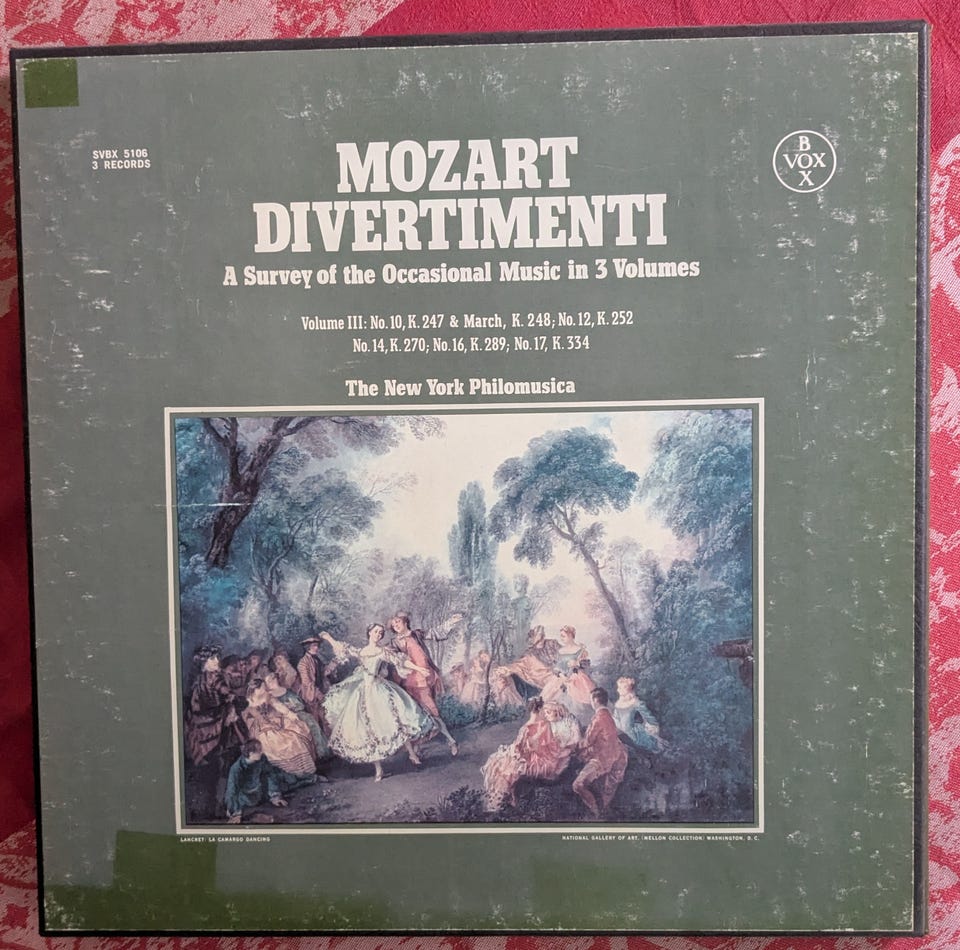 SVBX 5106
3 RECORDS
MOZART
DIVERTIMENTI
B
VOX
X
A Survey of the Occasional Music in 3 Volumes
Volume III: No. 10, K. 247 & March, K. 248; No. 12, K. 252
No. 14, K. 270; No. 16, K. 289; No. 17, K. 334
The New York Philomusica
LANCRET: LA CAMARGO DANCING
NATIONAL GALLERY OF ART, (MELLON COLLECTION) WASHINGTON, D. C.